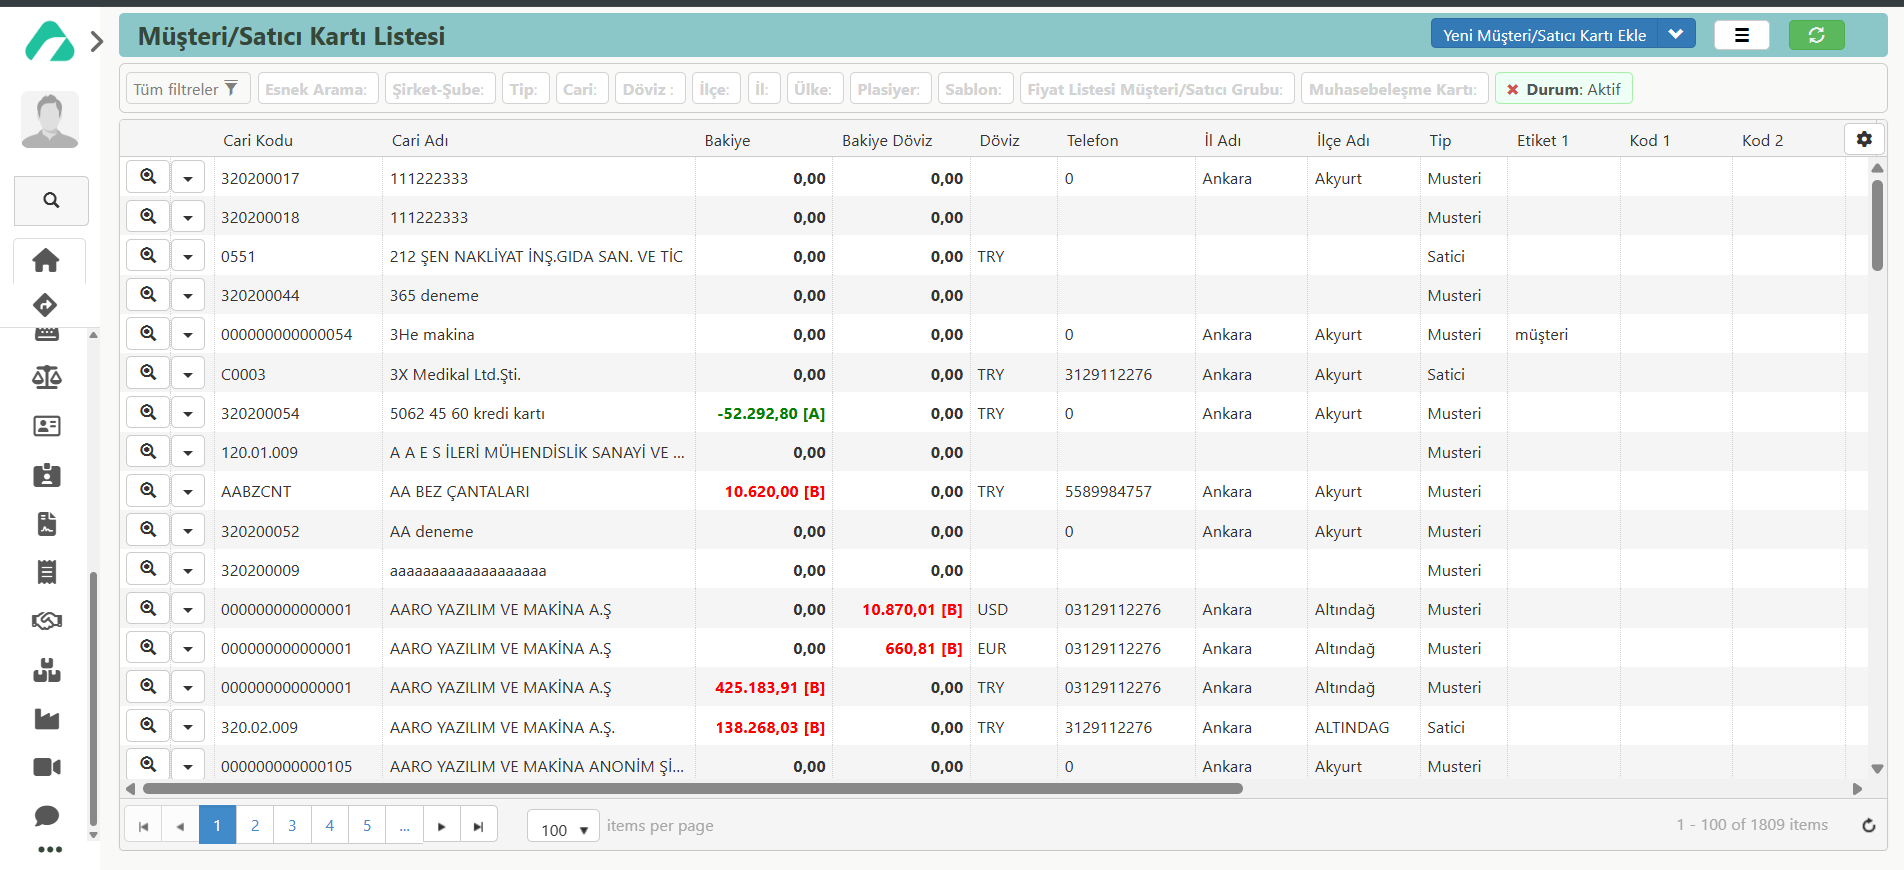 Müşteri/Satıcı Kartı Listesi
Yeni Müşteri/Satıcı Kartı Ekle
Tüm filtreler Esnek Arama: Şirket-Şube: Tip: Cari: Döviz : İlçe: İl: Ülke: Plasiyer: Sablon: Fiyat Listesi Müşteri/Satıcı Grubu: Muhasebeleşme Kartı: Durum: Aktif
Cari Kodu Cari Adı Bakiye Bakiye Döviz Döviz Telefon İl Adı İlçe Adı Tip Etiket 1 Kod 1 Kod 2
320200017 111222333 0,00 0,00 0 Ankara Akyurt Musteri
320200018 111222333 0,00 0,00 Musteri
0551 212 ŞEN NAKLİYAT İNŞ.GIDA SAN. VE TİC 0,00 0,00 TRY Satici
320200044 365 deneme 0,00 0,00 Musteri
000000000000054 3He makina 0,00 0,00 0 Ankara Akyurt Musteri müşteri
C0003 3X Medikal Ltd.Şti. 0,00 0,00 TRY 3129112276 Ankara Akyurt Satici
320200054 5062 45 60 kredi kartı -52.292,80 [A] 0,00 TRY 0 Ankara Akyurt Musteri
120.01.009 A A E S İLERİ MÜHENDİSLİK SANAYİ VE ... 0,00 0,00 Musteri
AABZCNT AA BEZ ÇANTALARI 10.620,00 [B] 0,00 TRY 5589984757 Ankara Akyurt Musteri
320200052 AA deneme 0,00 0,00 0 Ankara Akyurt Musteri
320200009 aaaaaaaaaaaaaaaaaaa 0,00 0,00 Musteri
000000000000001 AARO YAZILIM VE MAKİNA A.Ş 0,00 10.870,01 [B] USD 03129112276 Ankara Altındağ Musteri
000000000000001 AARO YAZILIM VE MAKİNA A.Ş 0,00 660,81 [B] EUR 03129112276 Ankara Altındağ Musteri
000000000000001 AARO YAZILIM VE MAKİNA A.Ş 425.183,91 [B] 0,00 TRY 03129112276 Ankara Altındağ Musteri
320.02.009 AARO YAZILIM VE MAKİNA A.Ş. 138.268,03 [B] 0,00 TRY 3129112276 Ankara ALTINDAG Satici
000000000000105 AARO YAZILIM VE MAKİNA ANONİM Şİ... 0,00 0,00 0 Ankara Akyurt Musteri
1 2 3 4 5 ... 100 items per page 1 - 100 of 1809 items